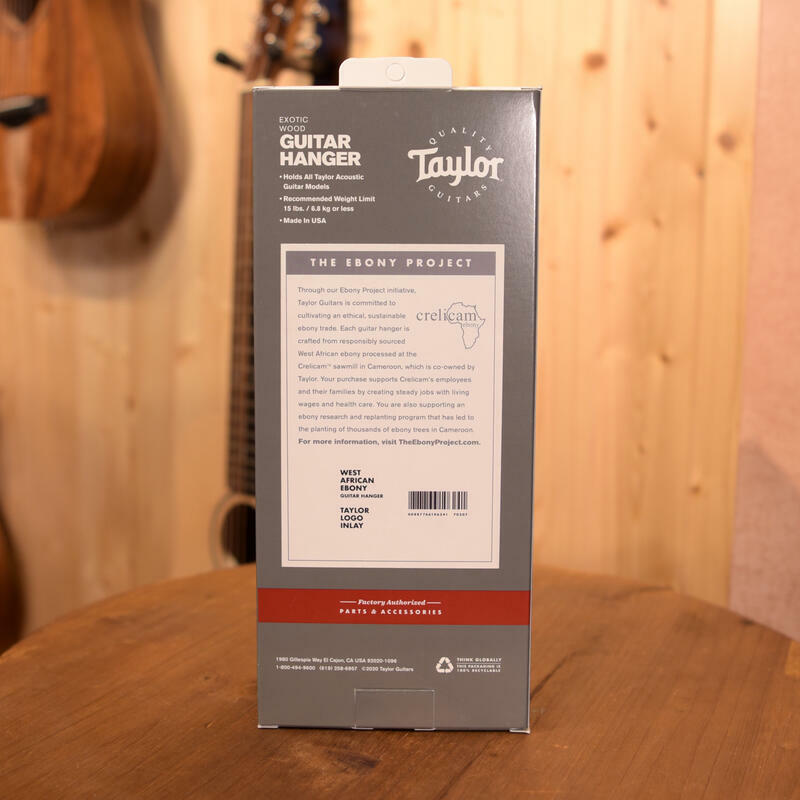 EXOTIC
WOOD
GUITAR
HANGER
• Holds All Taylor Acoustic
Guitar Models
• Recommended Weight Limit
15 lbs. / 6.8 kg or less
• Made In USA
QUALITY
Taylor
GUITARS
THE EBONY PROJECT
Through our Ebony Project initiative,
Taylor Guitars is committed to
cultivating an ethical, sustainable
ebony trade. Each guitar hanger is
crafted from responsibly sourced
West African ebony processed at the
Crelicam™ sawmill in Cameroon, which is co-owned by
Taylor. Your purchase supports Crelicam's employees
and their families by creating steady jobs with living
wages and health care. You are also supporting an
ebony research and replanting program that has led to
the planting of thousands of ebony trees in Cameroon.
For more information, visit TheEbonyProject.com.
crelicam
ebony
WEST
AFRICAN
EBONY
GUITAR HANGER
TAYLOR
LOGO
INLAY
Factory Authorized
PARTS & ACCESSORIES
1980 Gillespie Way El Cajon, CA USA 92020-1096
1-800-494-9600 (619) 258-6957 ©2020 Taylor Guitars
THINK GLOBALLY
THIS PACKAGING IS
100% RECYCLABLE